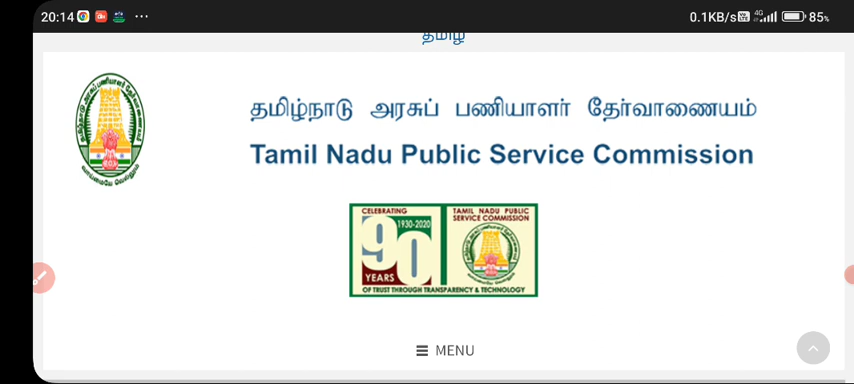 20:14
0.1KB/s
4G
85%
தமிழ்
தமிழ்நாடு அரசுப் பணியாளர் தேர்வாணையம்
Tamil Nadu Public Service Commission
வாய்மையே வெல்லும்
CELEBRATING
1930-2020
90
YEARS
TAMIL NADU PUBLIC
SERVICE COMMISSION
OF TRUST THROUGH TRANSPARENCY & TECHNOLOGY
MENU